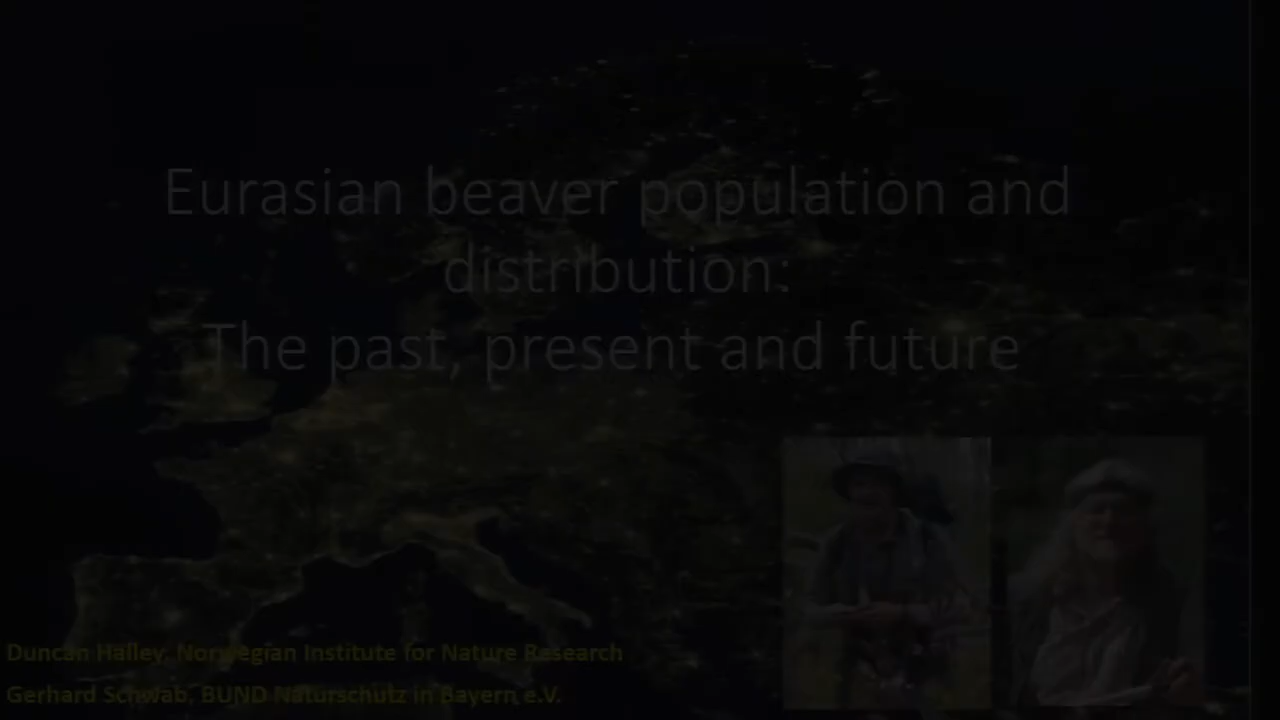 Eurasian beaver population and
distribution:
The past, present and future
Duncan Halley, Norwegian Institute for Nature Research
Gerhard Schwab, BUND Naturschutz in Bayern e.V.